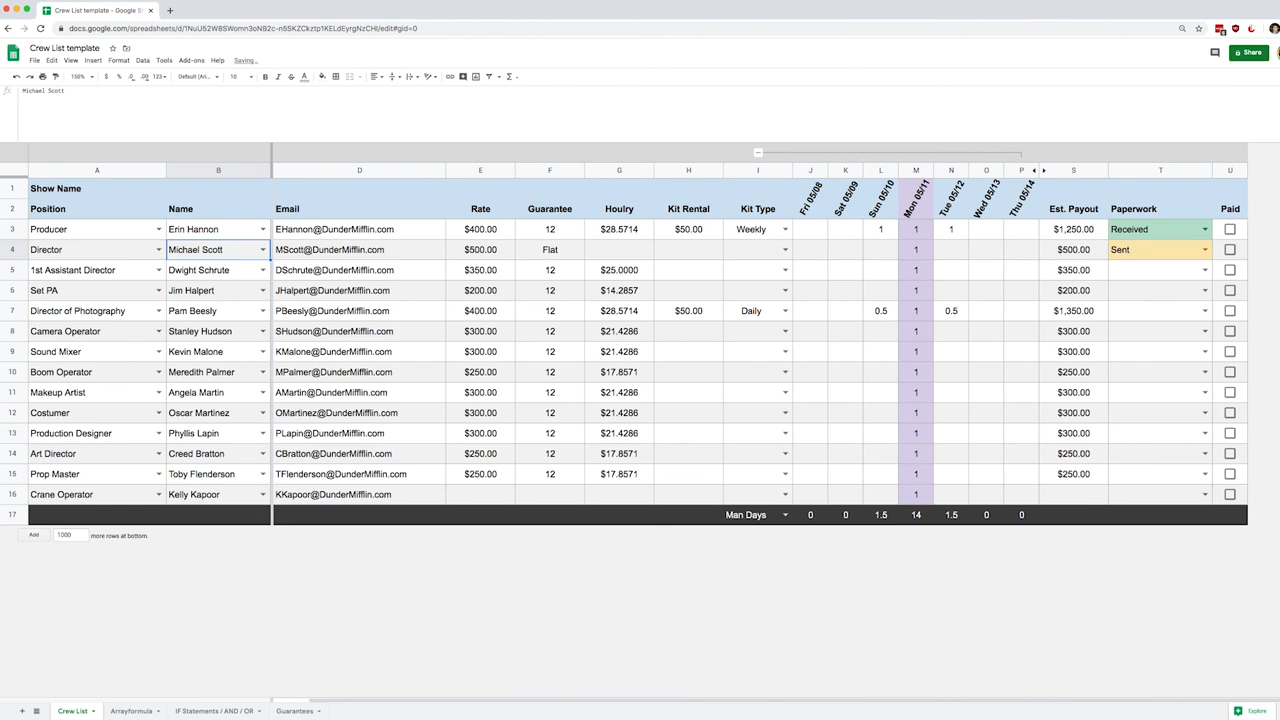 Crew List template - Google S
docs.google.com/spreadsheets/d/1NuU52W8SWomn3oNB2c-n5SKZCkztp1KELdEyrgNzCHI/edit#gid=0
Crew List template
File Edit View Insert Format Data Tools Add-ons Help Saving...
150% $ % .0 .00 123 Default (Ari... 10 B I S A
Share
fx Michael Scott
A B D E F G H I J K L M N O P S T U
1 Show Name
2 Position Name Email Rate Guarantee Houlry Kit Rental Kit Type Fri 05/08 Sat 05/09 Sun 05/10 Mon 05/11 Tue 05/12 Wed 05/13 Thu 05/14 Est. Payout Paperwork Paid
3 Producer Erin Hannon EHannon@DunderMifflin.com $400.00 12 $28.5714 $50.00 Weekly 1 1 1 $1,250.00 Received
4 Director Michael Scott MScott@DunderMifflin.com $500.00 Flat 1 $500.00 Sent
5 1st Assistant Director Dwight Schrute DSchrute@DunderMifflin.com $350.00 12 $25.0000 1 $350.00
6 Set PA Jim Halpert JHalpert@DunderMifflin.com $200.00 12 $14.2857 1 $200.00
7 Director of Photography Pam Beesly PBeesly@DunderMifflin.com $400.00 12 $28.5714 $50.00 Daily 0.5 1 0.5 $1,350.00
8 Camera Operator Stanley Hudson SHudson@DunderMifflin.com $300.00 12 $21.4286 1 $300.00
9 Sound Mixer Kevin Malone KMalone@DunderMifflin.com $300.00 12 $21.4286 1 $300.00
10 Boom Operator Meredith Palmer MPalmer@DunderMifflin.com $250.00 12 $17.8571 1 $250.00
11 Makeup Artist Angela Martin AMartin@DunderMifflin.com $300.00 12 $21.4286 1 $300.00
12 Costumer Oscar Martinez OMartinez@DunderMifflin.com $300.00 12 $21.4286 1 $300.00
13 Production Designer Phyllis Lapin PLapin@DunderMifflin.com $300.00 12 $21.4286 1 $300.00
14 Art Director Creed Bratton CBratton@DunderMifflin.com $250.00 12 $17.8571 1 $250.00
15 Prop Master Toby Flenderson TFlenderson@DunderMifflin.com $250.00 12 $17.8571 1 $250.00
16 Crane Operator Kelly Kapoor KKapoor@DunderMifflin.com 1
17 Man Days 0 0 1.5 14 1.5 0 0
Add 1000 more rows at bottom.
Crew List Arrayformula IF Statements / AND / OR Guarantees Explore